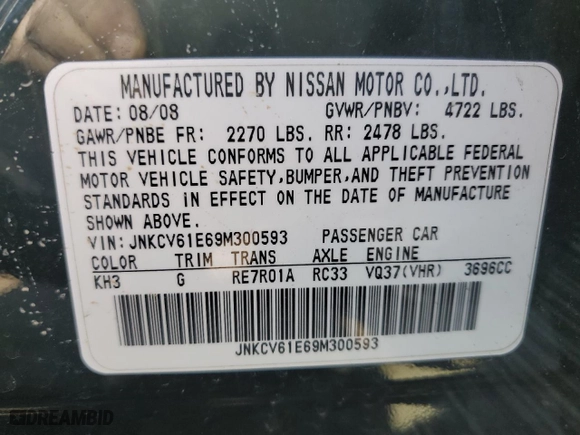 MANUFACTURED BY NISSAN MOTOR CO.,LTD.
DATE: 08/08 GVWR/PNBV: 4722 LBS.
GAWR/PNBE FR: 2270 LBS. RR: 2478 LBS.
THIS VEHICLE CONFORMS TO ALL APPLICABLE FEDERAL
MOTOR VEHICLE SAFETY,BUMPER,AND THEFT PREVENTION
STANDARDS IN EFFECT ON THE DATE OF MANUFACTURE
SHOWN ABOVE.
VIN: JNKCV61E69M300593 PASSENGER CAR
COLOR TRIM TRANS AXLE ENGINE
KH3 G RE7R01A RC33 VQ37(VHR) 3696CC
JNKCV61E69M300593
DREAMBID